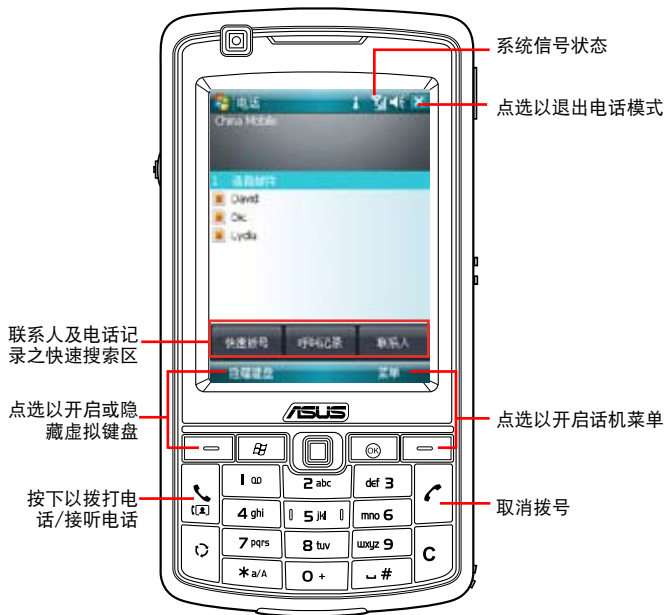 系统信号状态
点选以退出电话模式
电话
China Mobile
1 语音邮件
David
Dic
Lydia
联系人及电话记
录之快速搜索区
快速拨号 呼叫记录 联系人
隐藏键盘 菜单
点选以开启或隐
藏虚拟键盘
点选以开启话机菜单
ASUS
OK
按下以拨打电
话/接听电话
取消拨号
1 2 abc def 3
4 ghi 5 jkl mno 6
7 pqrs 8 tuv wxyz 9
* a/A 0 + #
C